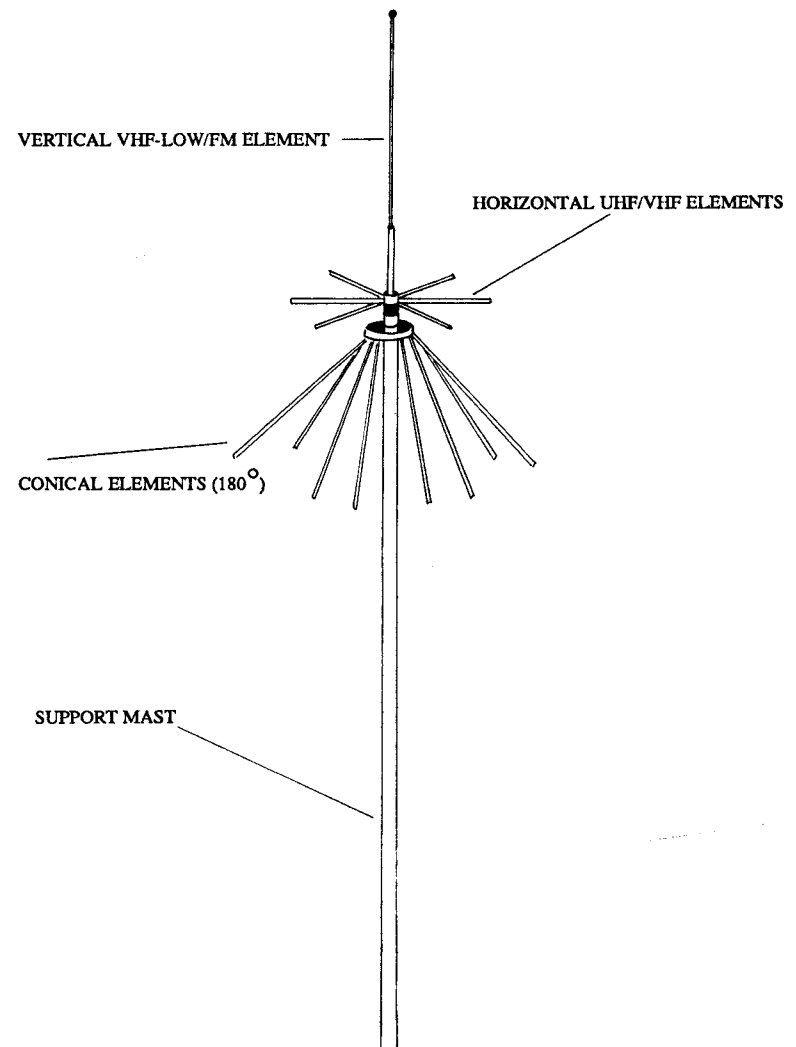 VERTICAL VHF-LOW/FM ELEMENT
HORIZONTAL UHF/VHF ELEMENTS
CONICAL ELEMENTS (180°)
SUPPORT MAST